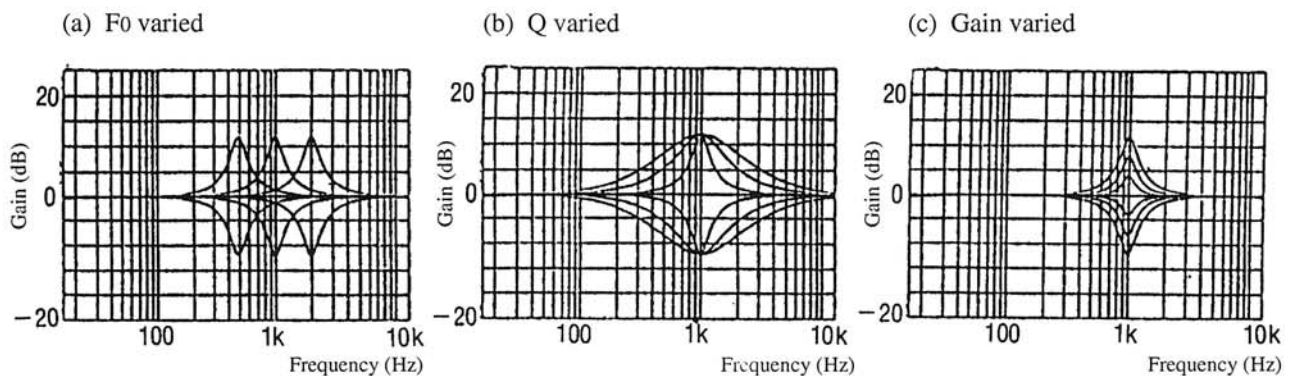 (a) F0 varied
(b) Q varied
(c) Gain varied
20
Gain (dB)
0
−20
100
1k
10k
Frequency (Hz)
20
Gain (dB)
0
−20
100
1k
10k
Frequency (Hz)
20
Gain (dB)
0
−20
100
1k
10k
Frequency (Hz)